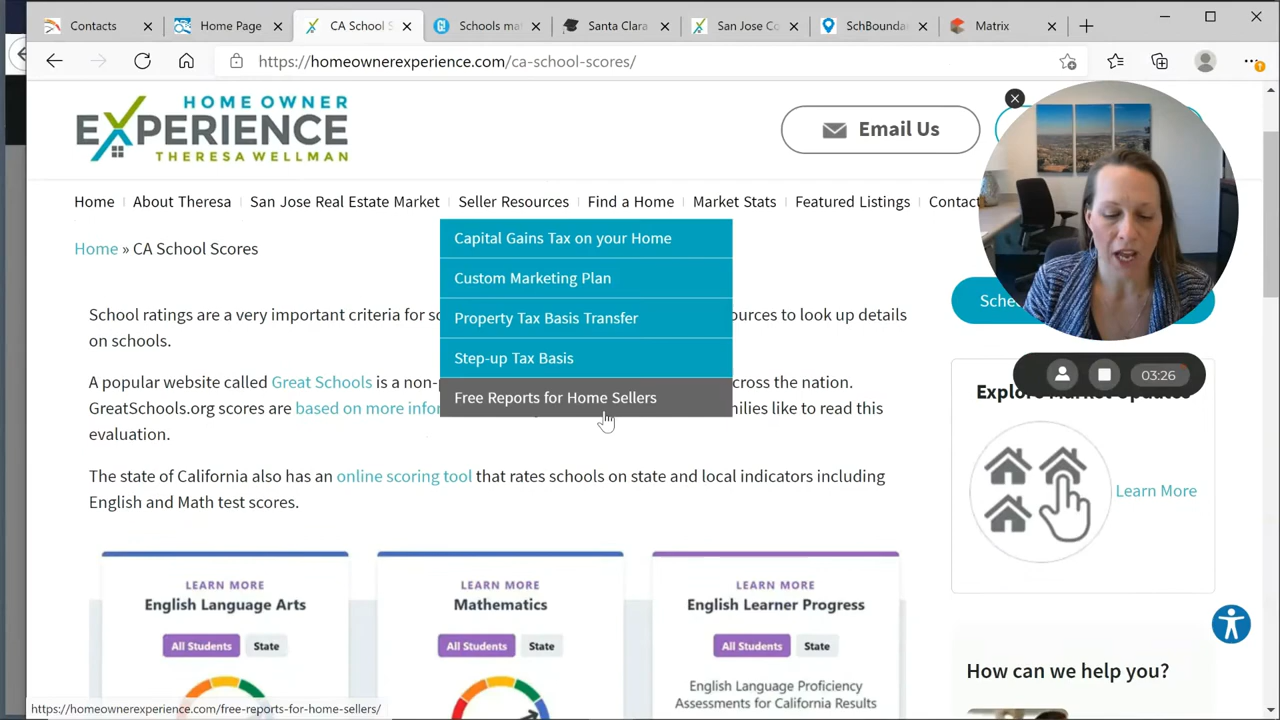 Contacts
Home Page
CA School S
Schools ma
Santa Clara
San Jose Co
SchBounda
Matrix
https://homeownerexperience.com/ca-school-scores/
HOME OWNER
EXPERIENCE
THERESA WELLMAN
Email Us
Home
About Theresa
San Jose Real Estate Market
Seller Resources
Find a Home
Market Stats
Featured Listings
Contac
Capital Gains Tax on your Home
Custom Marketing Plan
Property Tax Basis Transfer
Step-up Tax Basis
Free Reports for Home Sellers
Home » CA School Scores
School ratings are a very important criteria for so ources to look up details
on schools.
A popular website called Great Schools is a non- cross the nation.
GreatSchools.org scores are based on more infor milies like to read this
evaluation.
The state of California also has an online scoring tool that rates schools on state and local indicators including
English and Math test scores.
LEARN MORE
English Language Arts
All Students State
LEARN MORE
Mathematics
All Students State
LEARN MORE
English Learner Progress
All Students State
English Language Proficiency
Assessments for California Results
Sche
03:26
Explore Market Updates
Learn More
How can we help you?
https://homeownerexperience.com/free-reports-for-home-sellers/